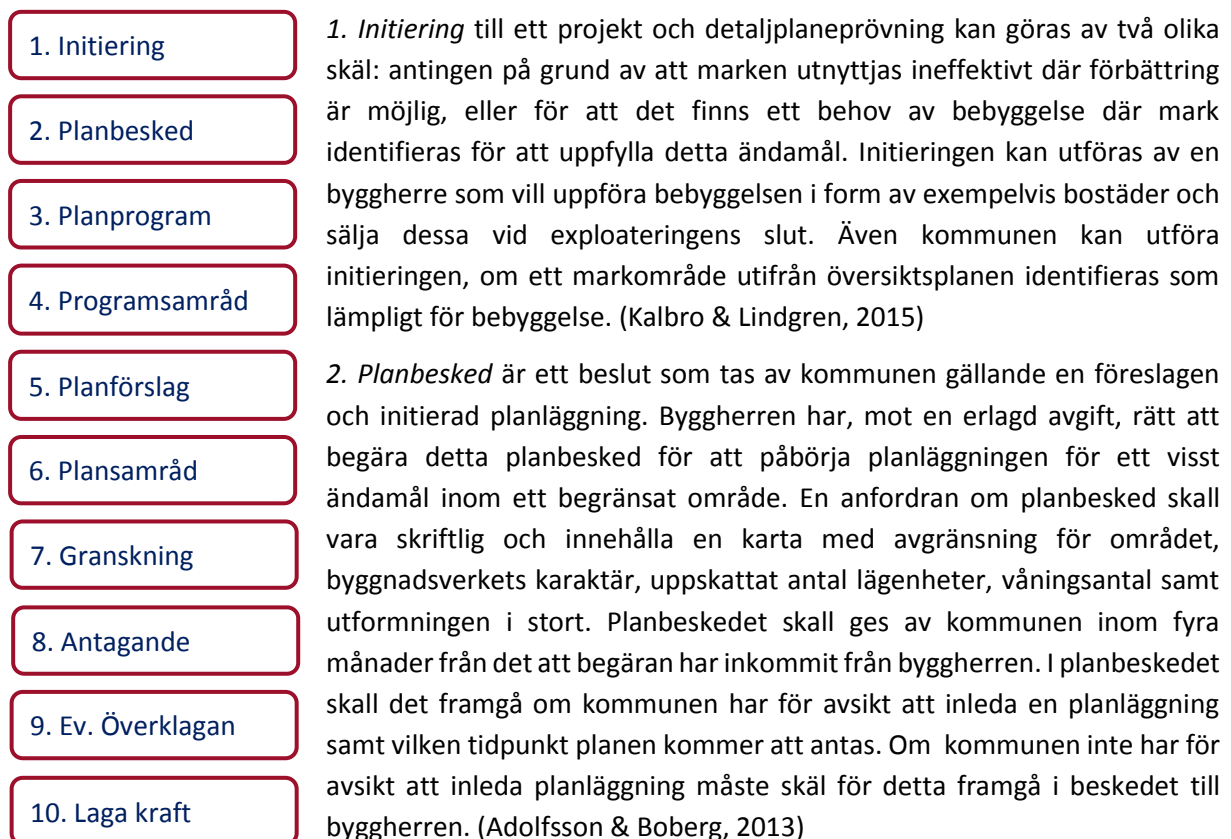 1. Initiering
2. Planbesked
3. Planprogram
4. Programsamråd
5. Planförslag
6. Plansamråd
7. Granskning
8. Antagande
9. Ev. Överklagan
10. Laga kraft
1. Initiering till ett projekt och detaljplaneprövning kan göras av två olika
skäl: antingen på grund av att marken utnyttjas ineffektivt där förbättring
är möjlig, eller för att det finns ett behov av bebyggelse där mark
identifieras för att uppfylla detta ändamål. Initieringen kan utföras av en
byggherre som vill uppföra bebyggelsen i form av exempelvis bostäder och
sälja dessa vid exploateringens slut. Även kommunen kan utföra
initieringen, om ett markområde utifrån översiktsplanen identifieras som
lämpligt för bebyggelse. (Kalbro & Lindgren, 2015)
2. Planbesked är ett beslut som tas av kommunen gällande en föreslagen
och initierad planläggning. Byggherren har, mot en erlagd avgift, rätt att
begära detta planbesked för att påbörja planläggningen för ett visst
ändamål inom ett begränsat område. En anfordran om planbesked skall
vara skriftlig och innehålla en karta med avgränsning för området,
byggnadsverkets karaktär, uppskattat antal lägenheter, våningsantal samt
utformningen i stort. Planbeskedet skall ges av kommunen inom fyra
månader från det att begäran har inkommit från byggherren. I planbeskedet
skall det framgå om kommunen har för avsikt att inleda en planläggning
samt vilken tidpunkt planen kommer att antas. Om kommunen inte har för
avsikt att inleda planläggning måste skäl för detta framgå i beskedet till
byggherren. (Adolfsson & Boberg, 2013)